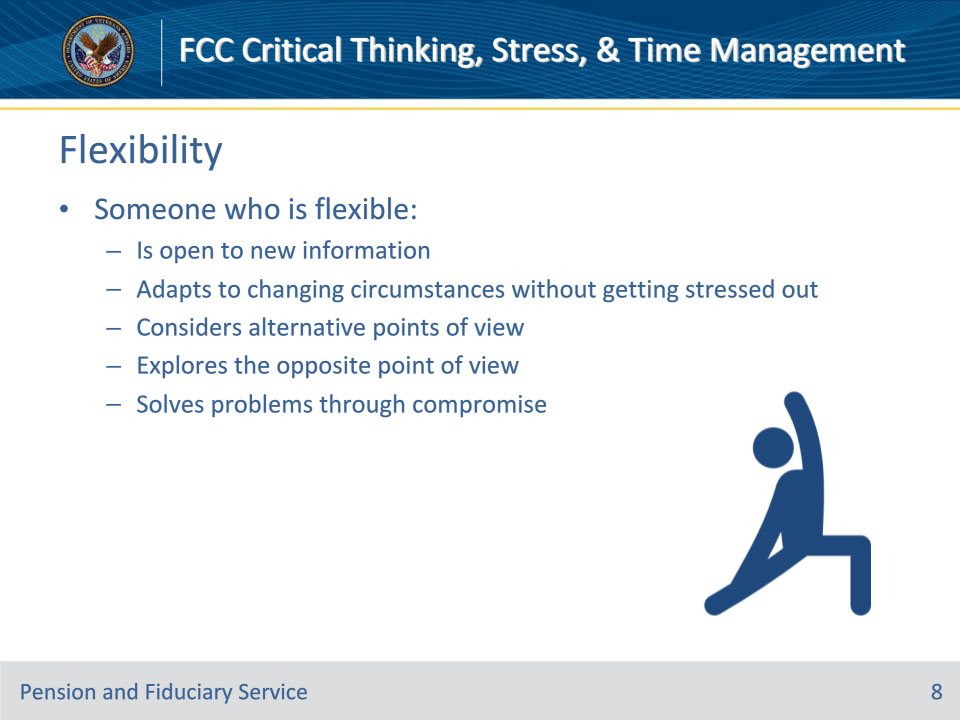 FCC Critical Thinking, Stress, & Time Management
Flexibility
• Someone who is flexible:
– Is open to new information
– Adapts to changing circumstances without getting stressed out
– Considers alternative points of view
– Explores the opposite point of view
– Solves problems through compromise
Pension and Fiduciary Service
8